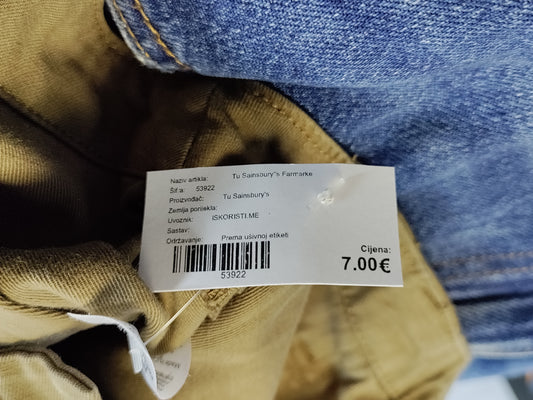 Naziv artikla: Tu Sainsbury"s Farmarke
Šifra: 53922
Proizvođač: Tu Sainsbury's
Zemlja porijekla:
Uvoznik: ISKORISTI.ME
Sastav:
Održavanje: Prema ušivnoj etiketi
Cijena:
7.00€
53922